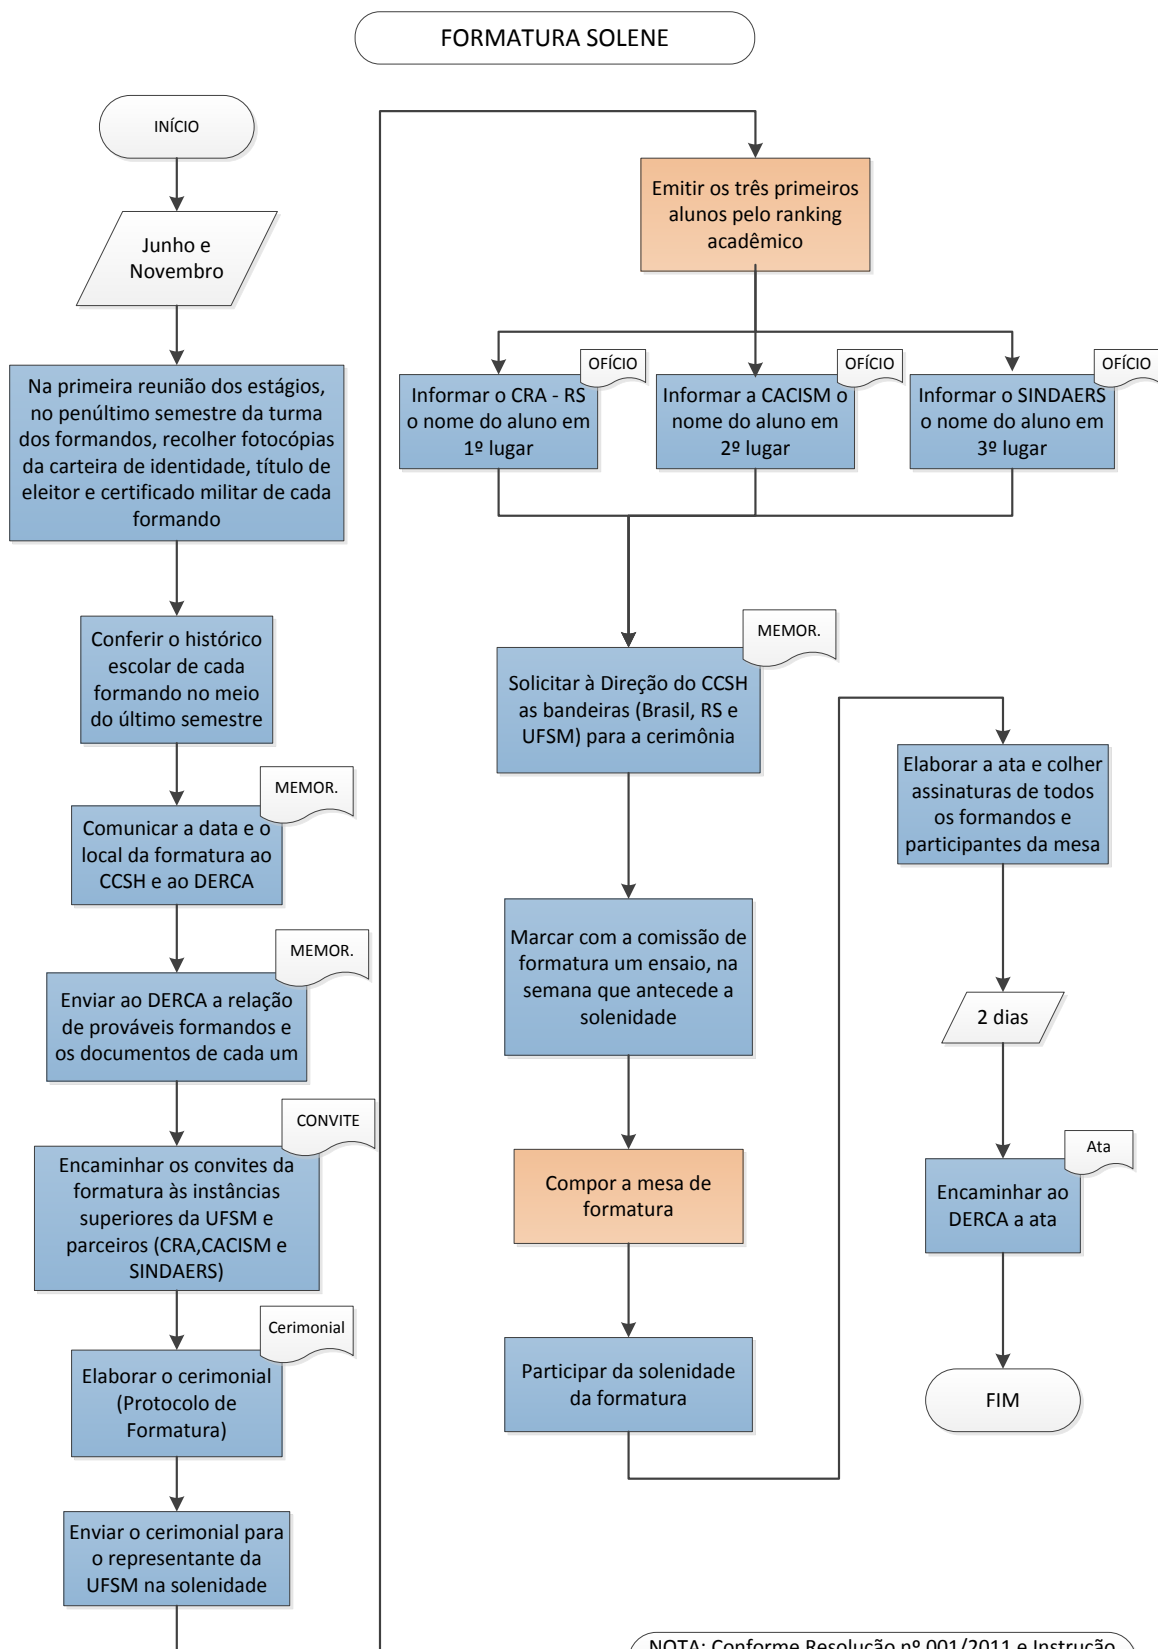 FORMATURA SOLENE
INÍCIO
Junho e
Novembro
Na primeira reunião dos estágios,
no penúltimo semestre da turma
dos formandos, recolher fotocópias
da carteira de identidade, título de
eleitor e certificado militar de cada
formando
Conferir o histórico
escolar de cada
formando no meio
do último semestre
MEMOR.
Comunicar a data e o
local da formatura ao
CCSH e ao DERCA
MEMOR.
Enviar ao DERCA a relação
de prováveis formandos e
os documentos de cada um
CONVITE
Encaminhar os convites da
formatura às instâncias
superiores da UFSM e
parceiros (CRA,CACISM e
SINDAERS)
Cerimonial
Elaborar o cerimonial
(Protocolo de
Formatura)
Enviar o cerimonial para
o representante da
UFSM na solenidade
Emitir os três primeiros
alunos pelo ranking
acadêmico
OFÍCIO
Informar o CRA - RS
o nome do aluno em
1º lugar
OFÍCIO
Informar a CACISM o
nome do aluno em
2º lugar
OFÍCIO
Informar o SINDAERS
o nome do aluno em
3º lugar
MEMOR.
Solicitar à Direção do CCSH
as bandeiras (Brasil, RS e
UFSM) para a cerimônia
Marcar com a comissão de
formatura um ensaio, na
semana que antecede a
solenidade
Compor a mesa de
formatura
Participar da solenidade
da formatura
Elaborar a ata e colher
assinaturas de todos
os formandos e
participantes da mesa
2 dias
Ata
Encaminhar ao
DERCA a ata
FIM
NOTA: Conforme Resolução nº 001/2011 e Instrução